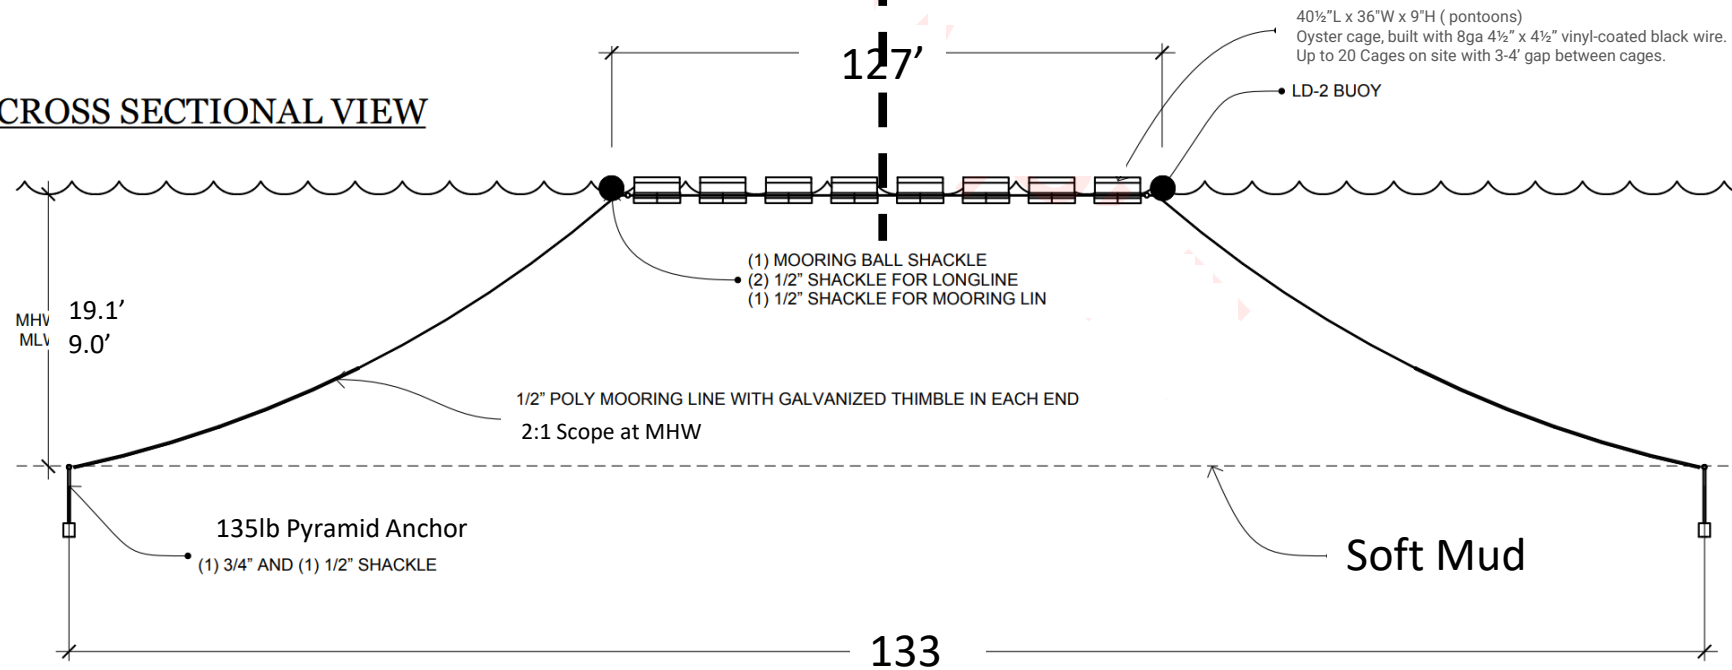 40½”L x 36"W x 9"H ( pontoons)
Oyster cage, built with 8ga 4½” x 4½” vinyl-coated black wire.
Up to 20 Cages on site with 3-4’ gap between cages.
127’
LD-2 BUOY
CROSS SECTIONAL VIEW
(1) MOORING BALL SHACKLE
(2) 1/2” SHACKLE FOR LONGLINE
(1) 1/2” SHACKLE FOR MOORING LIN
MHW 19.1’
MLW 9.0’
1/2” POLY MOORING LINE WITH GALVANIZED THIMBLE IN EACH END
2:1 Scope at MHW
135lb Pyramid Anchor
(1) 3/4” AND (1) 1/2” SHACKLE
Soft Mud
133